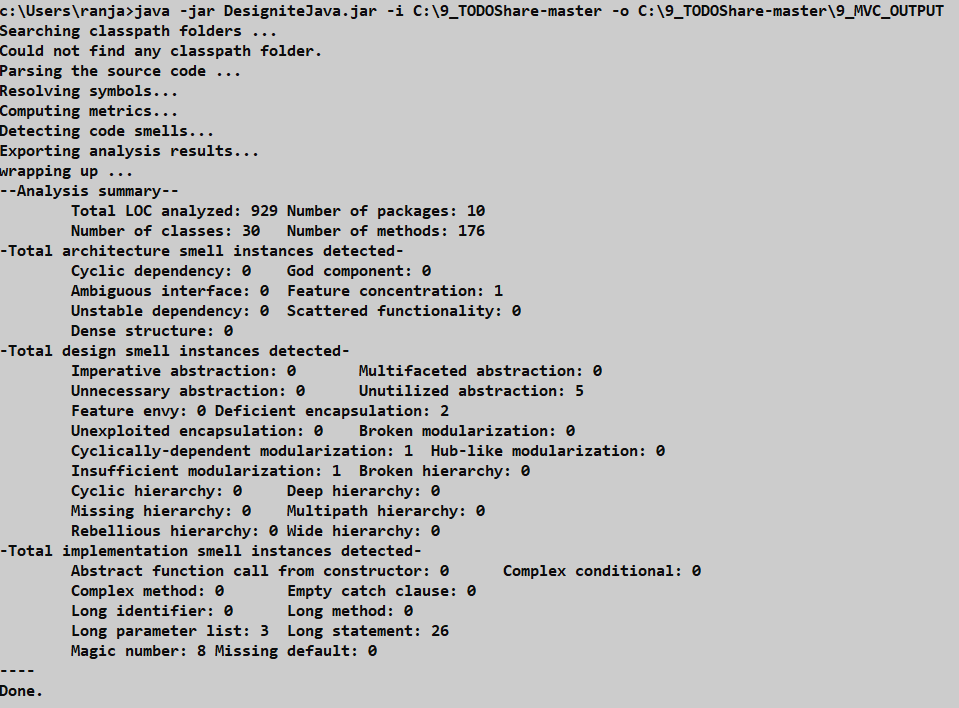 c:\Users\ranja>java -jar DesigniteJava.jar -i C:\9_TODOShare-master -o C:\9_TODOShare-master\9_MVC_OUTPUT
Searching classpath folders ...
Could not find any classpath folder.
Parsing the source code ...
Resolving symbols...
Computing metrics...
Detecting code smells...
Exporting analysis results...
wrapping up ...
--Analysis summary--
        Total LOC analyzed: 929 Number of packages: 10
        Number of classes: 30   Number of methods: 176
-Total architecture smell instances detected-
        Cyclic dependency: 0    God component: 0
        Ambiguous interface: 0  Feature concentration: 1
        Unstable dependency: 0  Scattered functionality: 0
        Dense structure: 0
-Total design smell instances detected-
        Imperative abstraction: 0       Multifaceted abstraction: 0
        Unnecessary abstraction: 0      Unutilized abstraction: 5
        Feature envy: 0 Deficient encapsulation: 2
        Unexploited encapsulation: 0    Broken modularization: 0
        Cyclically-dependent modularization: 1  Hub-like modularization: 0
        Insufficient modularization: 1  Broken hierarchy: 0
        Cyclic hierarchy: 0     Deep hierarchy: 0
        Missing hierarchy: 0    Multipath hierarchy: 0
        Rebellious hierarchy: 0 Wide hierarchy: 0
-Total implementation smell instances detected-
        Abstract function call from constructor: 0      Complex conditional: 0
        Complex method: 0       Empty catch clause: 0
        Long identifier: 0      Long method: 0
        Long parameter list: 3  Long statement: 26
        Magic number: 8 Missing default: 0
----
Done.